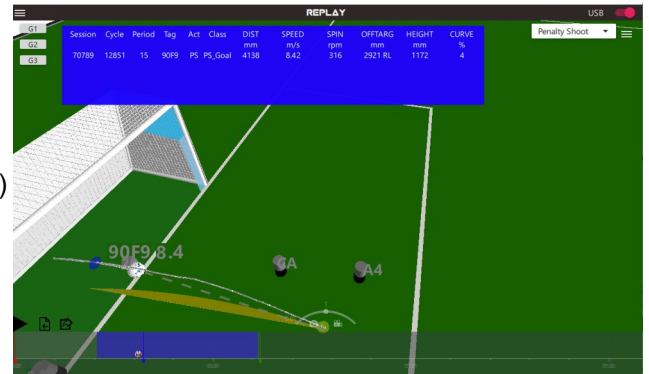 REPLAY
USB
G1
G2
G3
Penalty Shoot
Session Cycle Period Tag Act Class DIST SPEED SPIN OFFTARG HEIGHT CURVE
mm m/s rpm mm mm %
70789 12851 15 90F9 PS PS_Goal 4138 8.42 316 2921 RL 1172 4
)
90F9 8.4
A4